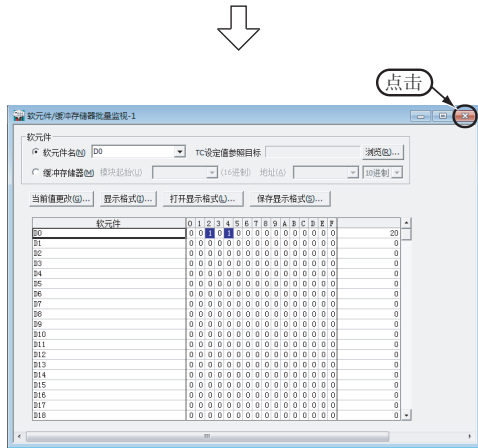 点击
软元件/缓冲存储器批量监视-1
软元件
软元件名(N) D0 TC设定值参照目标 浏览(R)...
缓冲存储器(M) 模块起始(U) (16进制) 地址(A) 10进制
当前值更改(G)... 显示格式(O)... 打开显示格式(L)... 保存显示格式(S)...
软元件 0 1 2 3 4 5 6 7 8 9 A B C D E F
D0 0 0 1 0 1 0 0 0 0 0 0 0 0 0 0 0 20
D1 0 0 0 0 0 0 0 0 0 0 0 0 0 0 0 0 0
D2 0 0 0 0 0 0 0 0 0 0 0 0 0 0 0 0 0
D3 0 0 0 0 0 0 0 0 0 0 0 0 0 0 0 0 0
D4 0 0 0 0 0 0 0 0 0 0 0 0 0 0 0 0 0
D5 0 0 0 0 0 0 0 0 0 0 0 0 0 0 0 0 0
D6 0 0 0 0 0 0 0 0 0 0 0 0 0 0 0 0 0
D7 0 0 0 0 0 0 0 0 0 0 0 0 0 0 0 0 0
D8 0 0 0 0 0 0 0 0 0 0 0 0 0 0 0 0 0
D9 0 0 0 0 0 0 0 0 0 0 0 0 0 0 0 0 0
D10 0 0 0 0 0 0 0 0 0 0 0 0 0 0 0 0 0
D11 0 0 0 0 0 0 0 0 0 0 0 0 0 0 0 0 0
D12 0 0 0 0 0 0 0 0 0 0 0 0 0 0 0 0 0
D13 0 0 0 0 0 0 0 0 0 0 0 0 0 0 0 0 0
D14 0 0 0 0 0 0 0 0 0 0 0 0 0 0 0 0 0
D15 0 0 0 0 0 0 0 0 0 0 0 0 0 0 0 0 0
D16 0 0 0 0 0 0 0 0 0 0 0 0 0 0 0 0 0
D17 0 0 0 0 0 0 0 0 0 0 0 0 0 0 0 0 0
D18 0 0 0 0 0 0 0 0 0 0 0 0 0 0 0 0 0